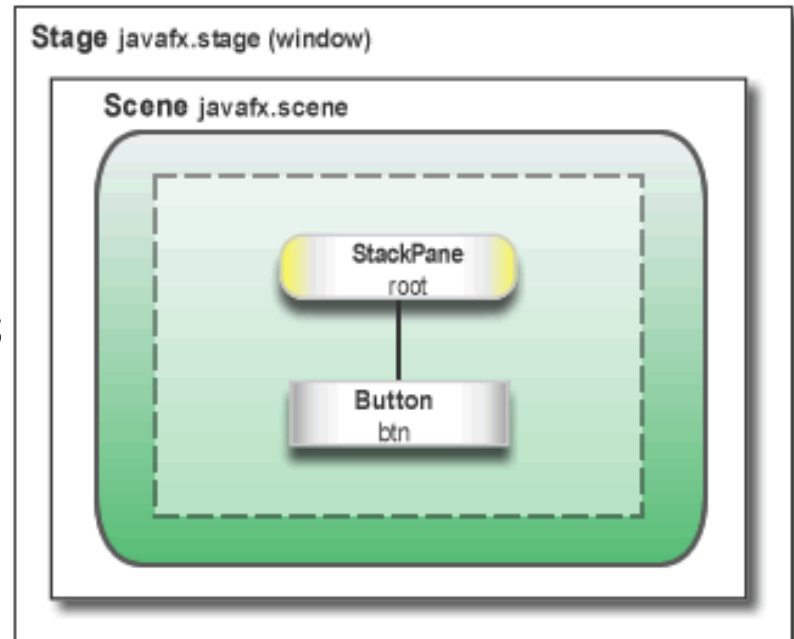 Stage javafx.stage (window)
Scene javafx.scene
StackPane
root
Button
btn